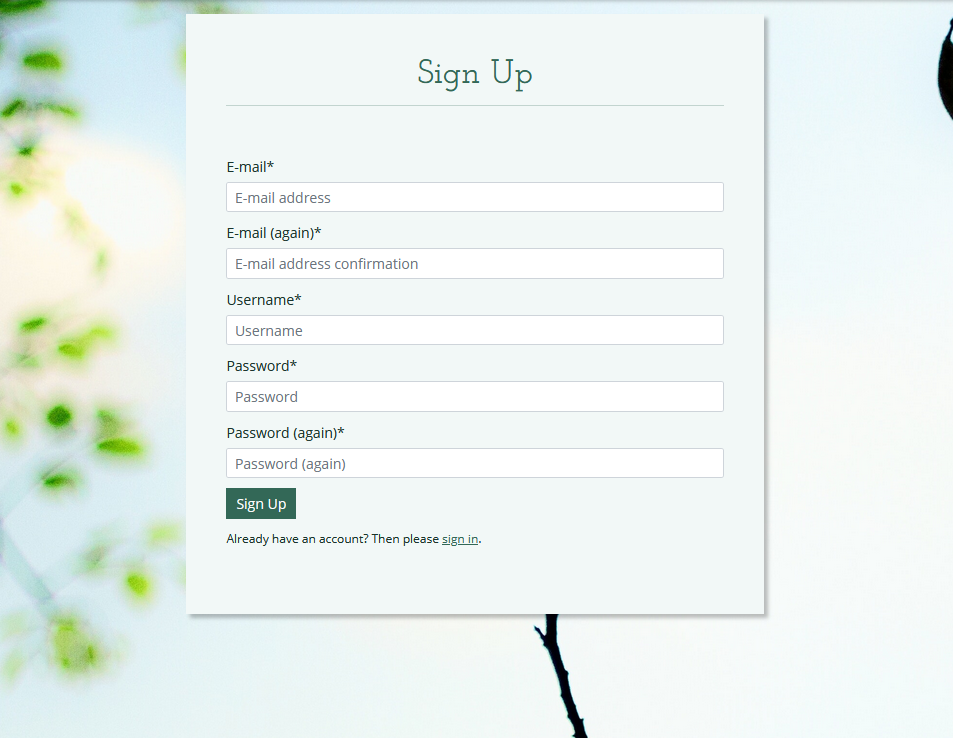 Sign Up
E-mail*
E-mail address
E-mail (again)*
E-mail address confirmation
Username*
Username
Password*
Password
Password (again)*
Password (again)
Sign Up
Already have an account? Then please sign in.